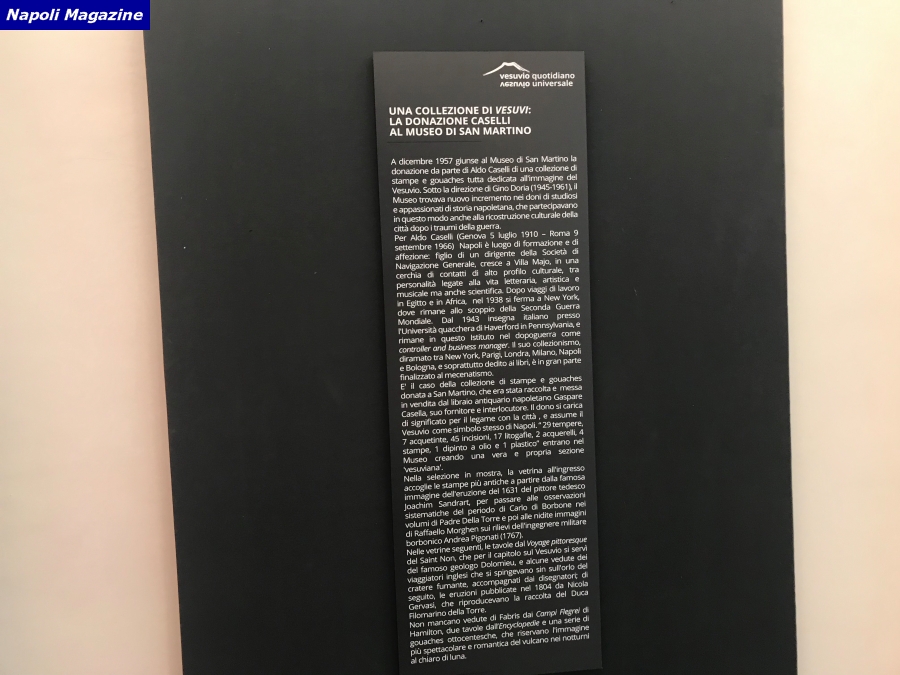 Napoli Magazine
vesuvio quotidiano
vesuvio universale
UNA COLLEZIONE DI VESUVI:
LA DONAZIONE CASELLI
AL MUSEO DI SAN MARTINO
A dicembre 1957 giunse al Museo di San Martino la
donazione da parte di Aldo Caselli di una collezione di
stampe e gouaches tutta dedicata all'immagine del
Vesuvio. Sotto la direzione di Gino Doria (1945-1961), il
Museo trovava nuovo incremento nei doni di studiosi
e appassionati di storia napoletana, che partecipavano
in questo modo anche alla ricostruzione culturale della
città dopo i traumi della guerra.
Per Aldo Caselli (Genova 5 luglio 1910 – Roma 9
settembre 1966) Napoli è luogo di formazione e di
affezione: figlio di un dirigente della Società di
Navigazione Generale, cresce a Villa Majo, in una
cerchia di contatti di alto profilo culturale, tra
personalità legate alla vita letteraria, artistica e
musicale ma anche scientifica. Dopo viaggi di lavoro
in Egitto e in Africa, nel 1938 si ferma a New York,
dove rimane allo scoppio della Seconda Guerra
Mondiale. Dal 1943 insegna italiano presso
l'Università quacchera di Haverford in Pennsylvania, e
rimane in questo Istituto nel dopoguerra come
controller and business manager. Il suo collezionismo,
diramato tra New York, Parigi, Londra, Milano, Napoli
e Bologna, e soprattutto dedito ai libri, è in gran parte
finalizzato al mecenatismo.
E' il caso della collezione di stampe e gouaches
donata a San Martino, che era stata raccolta e messa
in vendita dal libraio antiquario napoletano Gaspare
Casella, suo fornitore e interlocutore. Il dono si carica
di significato per il legame con la città , e assume il
Vesuvio come simbolo stesso di Napoli. "29 tempere,
7 acquetinte, 45 incisioni, 17 litogafie, 2 acquerelli, 4
stampe, 1 dipinto a olio e 1 plastico" entrano nel
Museo creando una vera e propria sezione
'vesuviana'.
Nella selezione in mostra, la vetrina all'ingresso
accoglie le stampe più antiche a partire dalla famosa
immagine dell'eruzione del 1631 del pittore tedesco
Joachim Sandrart, per passare alle osservazioni
sistematiche del periodo di Carlo di Borbone nei
volumi di Padre Della Torre e poi alle nidite immagini
di Raffaello Morghen sui rilievi dell'ingegnere militare
borbonico Andrea Pigonati (1767).
Nelle vetrine seguenti, le tavole dal Voyage pittoresque
del Saint Non, che per il capitolo sul Vesuvio si servì
del famoso geologo Dolomieu, e alcune vedute dei
viaggiatori inglesi che si spingevano sin sull'orlo del
cratere fumante, accompagnati dai disegnatori; di
seguito, le eruzioni pubblicate nel 1804 da Nicola
Gervasi, che riproducevano la raccolta del Duca
Filomarino della Torre.
Non mancano vedute di Fabris dai Campi Flegrei di
Hamilton, due tavole dall'Encyclopedie e una serie di
gouaches ottocentesche, che riservano l'immagine
più spettacolare e romantica del vulcano nei notturni
al chiaro di luna.